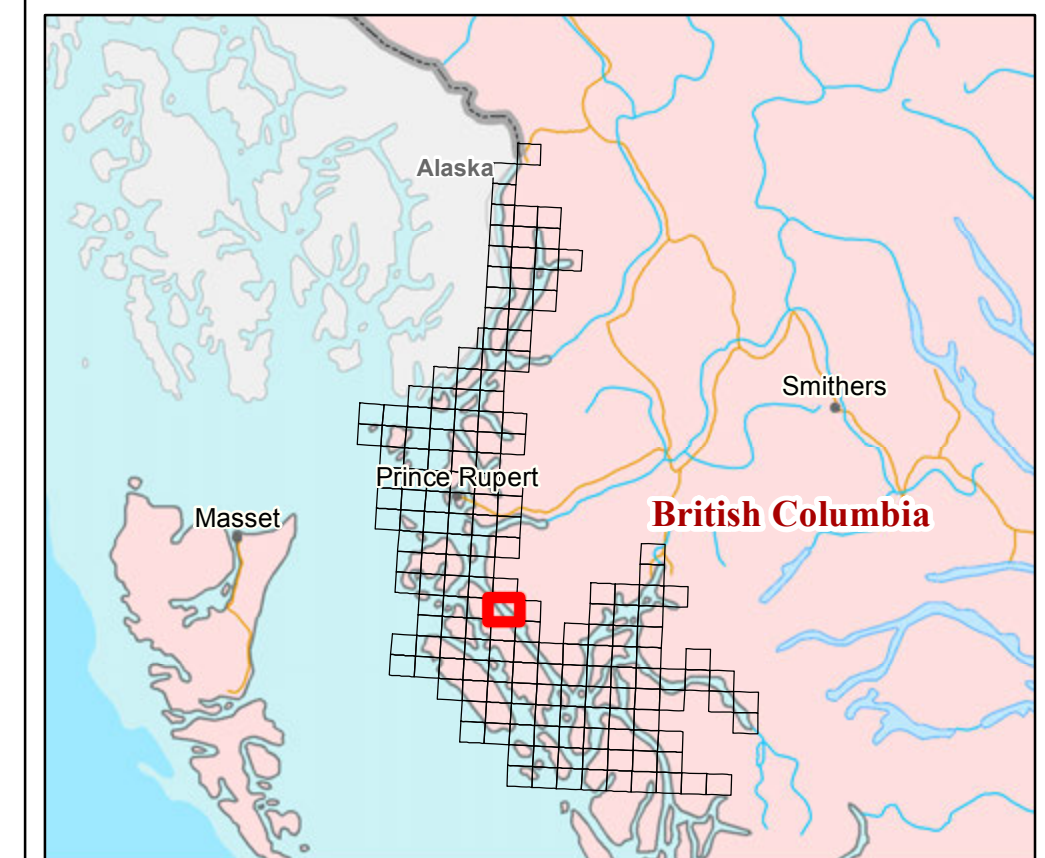 Alaska
Smithers
Prince Rupert
British Columbia
Masset